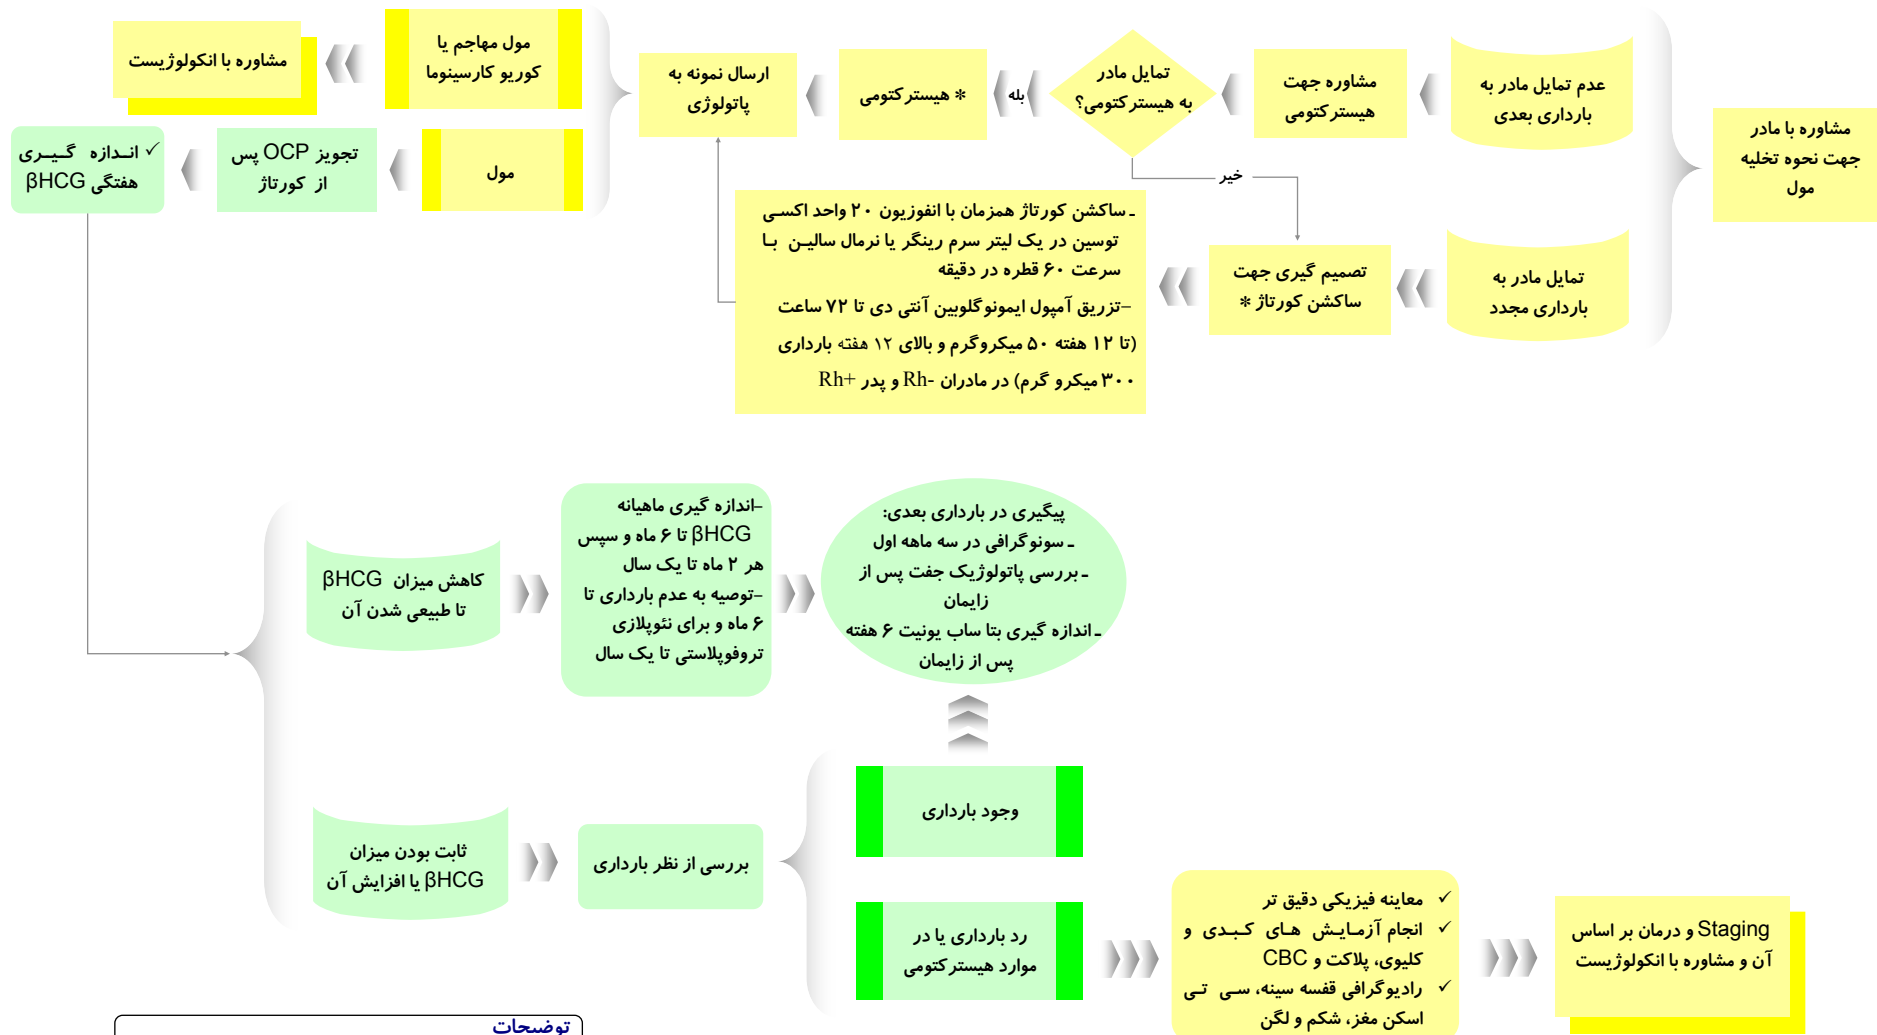 مشاوره با مادر
جهت نحوه تخلیه
مول
عدم تمایل مادر به
بارداری بعدی
مشاوره جهت
هیسترکتومی
تمایل مادر
به هیسترکتومی؟
بله
* هیسترکتومی
ارسال نمونه به
پاتولوژی
مول مهاجم یا
کوریو کارسینوما
مشاوره با انکولوژیست
مول
تجویز OCP پس
از کورتاژ
✓ اندازه گیری
هفتگی βHCG
خیر
تمایل مادر به
بارداری مجدد
تصمیم گیری جهت
ساکشن کورتاژ *
ـ ساکشن کورتاژ همزمان با انفوزیون ۲۰ واحد اکسی
توسین در یک لیتر سرم رینگر یا نرمال سالین با
سرعت ۶۰ قطره در دقیقه
–تزریق آمپول ایمونوگلوبین آنتی دی تا ۷۲ ساعت
(تا ۱۲ هفته ۵۰ میکروگرم و بالای ۱۲ هفته بارداری
۳۰۰ میکرو گرم) در مادران Rh- و پدر Rh+
کاهش میزان βHCG
تا طبیعی شدن آن
–اندازه گیری ماهیانه
βHCG تا ۶ ماه و سپس
هر ۲ ماه تا یک سال
–توصیه به عدم بارداری تا
۶ ماه و برای نئوپلازی
تروفوپلاستی تا یک سال
پیگیری در بارداری بعدی:
ـ سونوگرافی در سه ماهه اول
ـ بررسی پاتولوژیک جفت پس از
زایمان
ـ اندازه گیری بتا ساب یونیت ۶ هفته
پس از زایمان
ثابت بودن میزان
βHCG یا افزایش آن
بررسی از نظر بارداری
وجود بارداری
رد بارداری یا در
موارد هیسترکتومی
✓ معاینه فیزیکی دقیق تر
✓ انجام آزمایش های کبدی و
کلیوی، پلاکت و CBC
✓ رادیوگرافی قفسه سینه، سی تی
اسکن مغز، شکم و لگن
Staging و درمان بر اساس
آن و مشاوره با انکولوژیست
توضیحات